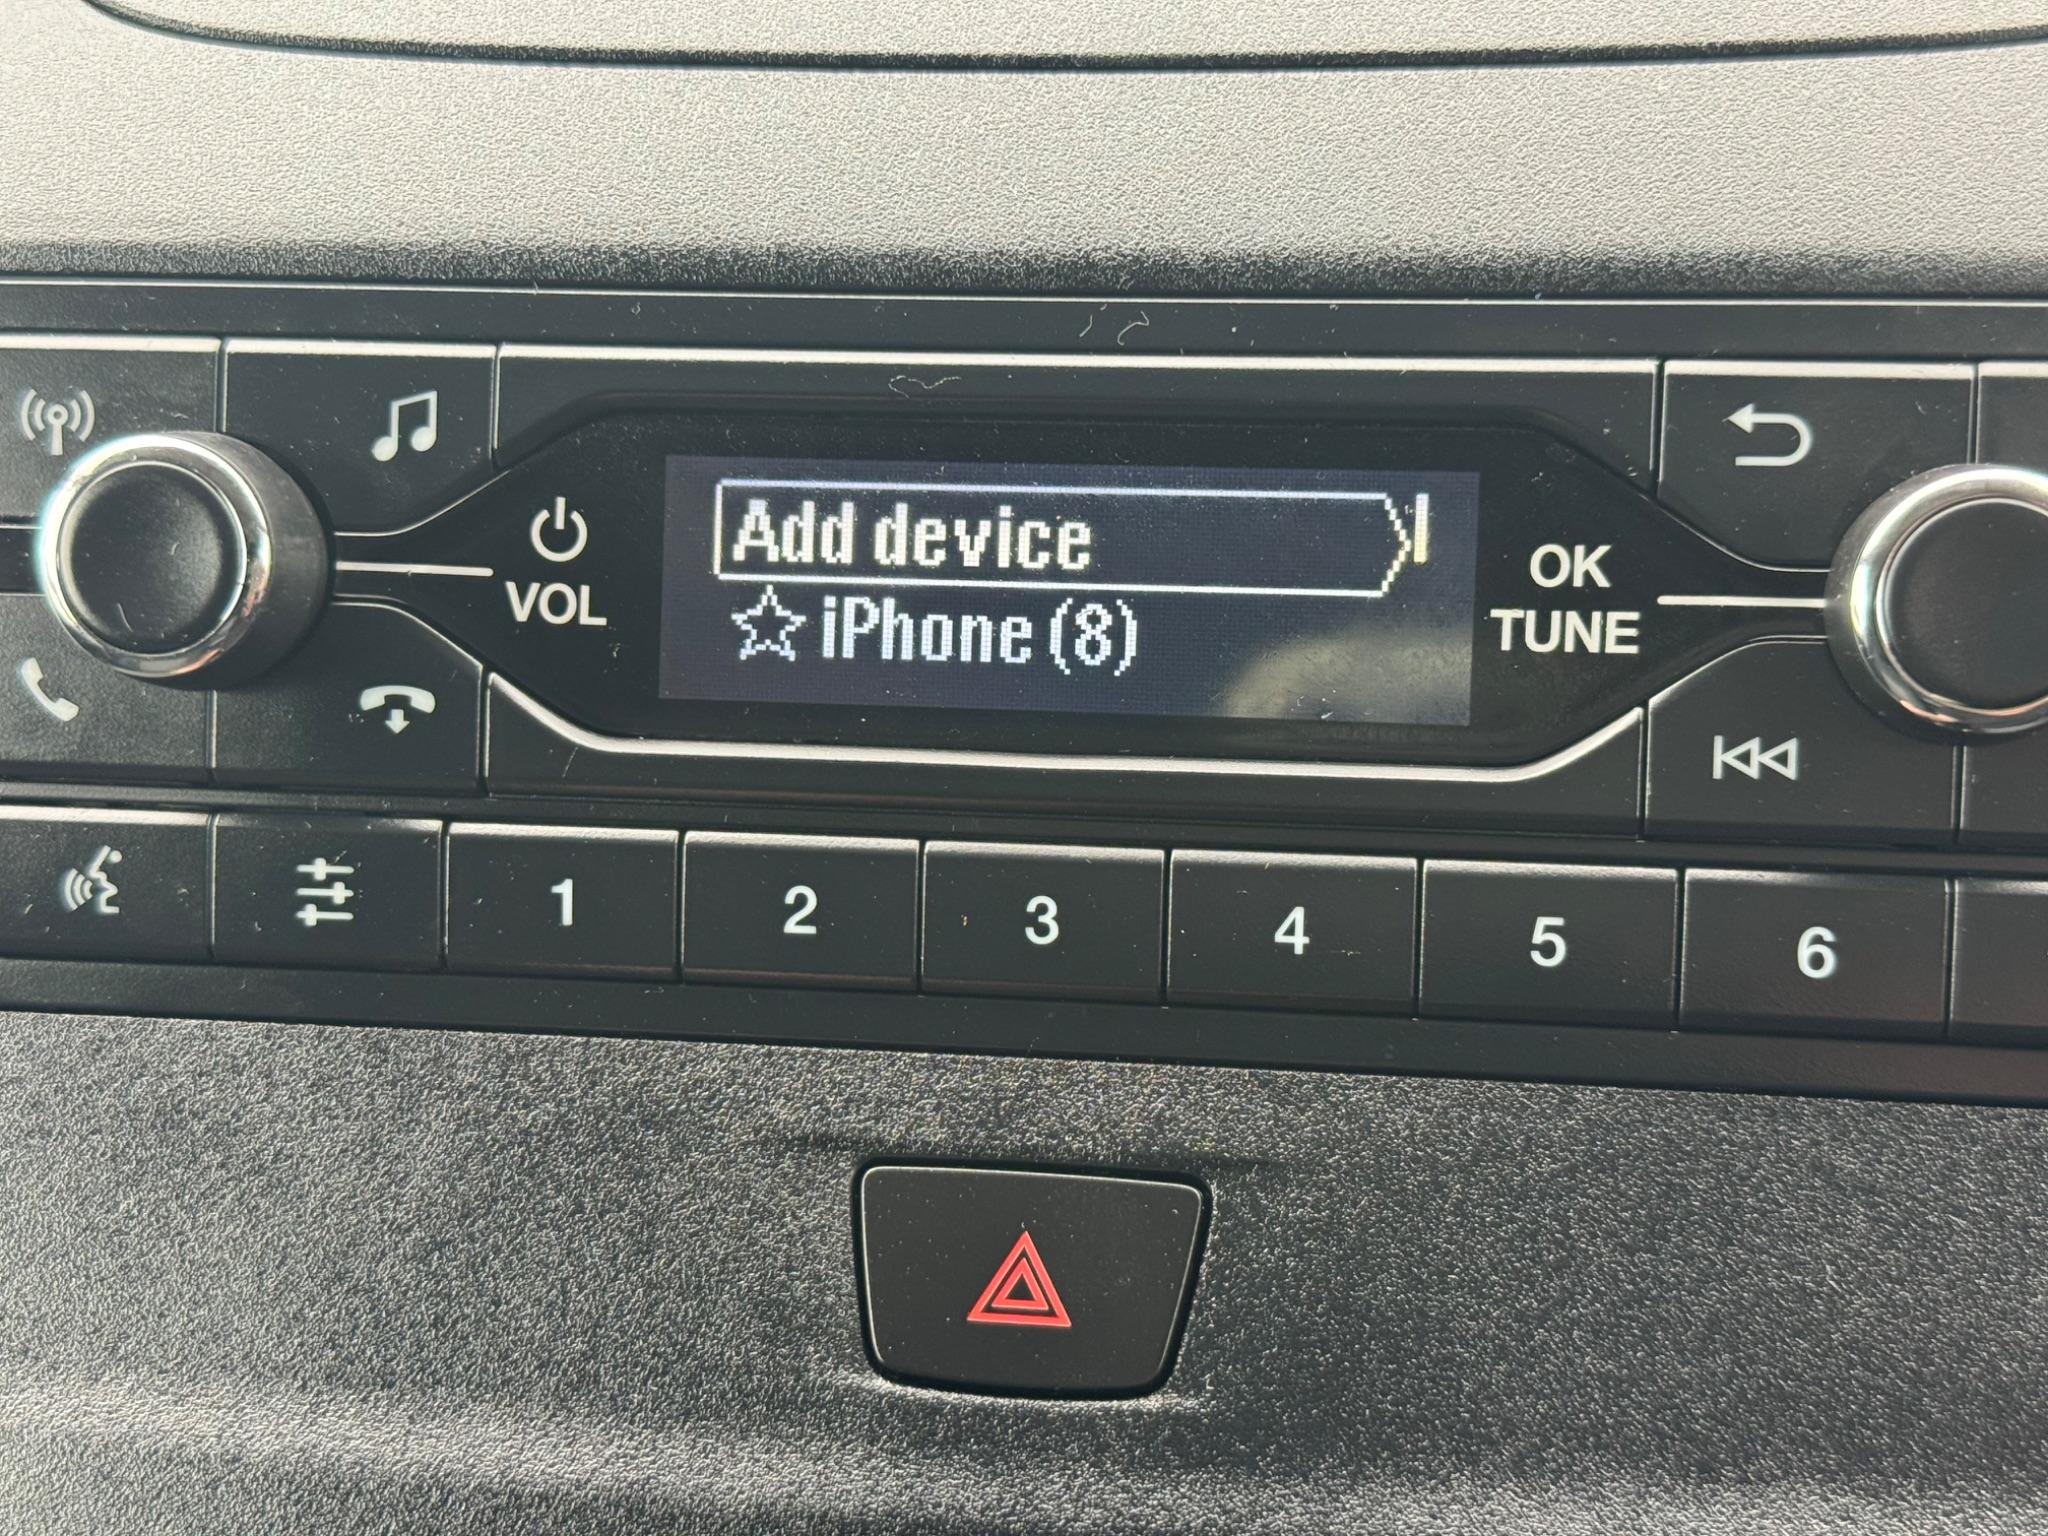 Add device
iPhone (8)
VOL
OK
TUNE
1
2
3
4
5
6